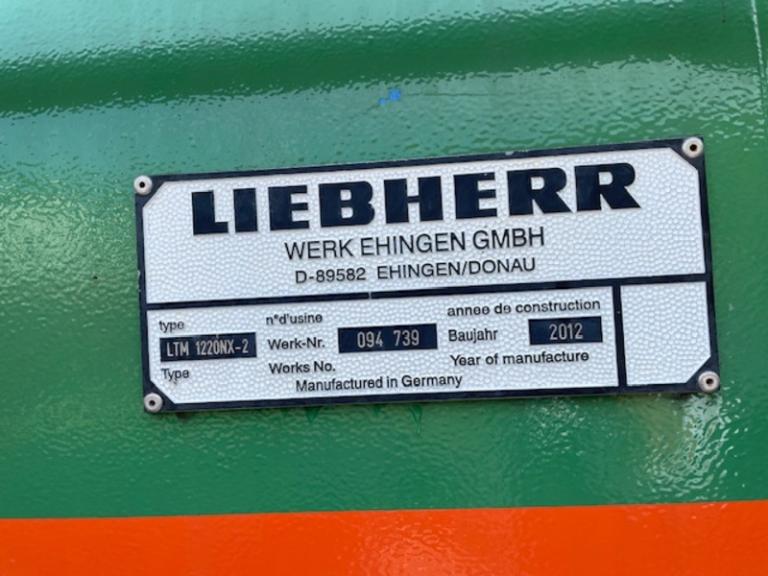 LIEBHERR
WERK EHINGEN GMBH
D-89582 EHINGEN/DONAU
type
LTM 1220NX-2
Type
n°d'usine
Werk-Nr. 094 739
Works No.
annee de construction
Baujahr 2012
Year of manufacture
Manufactured in Germany